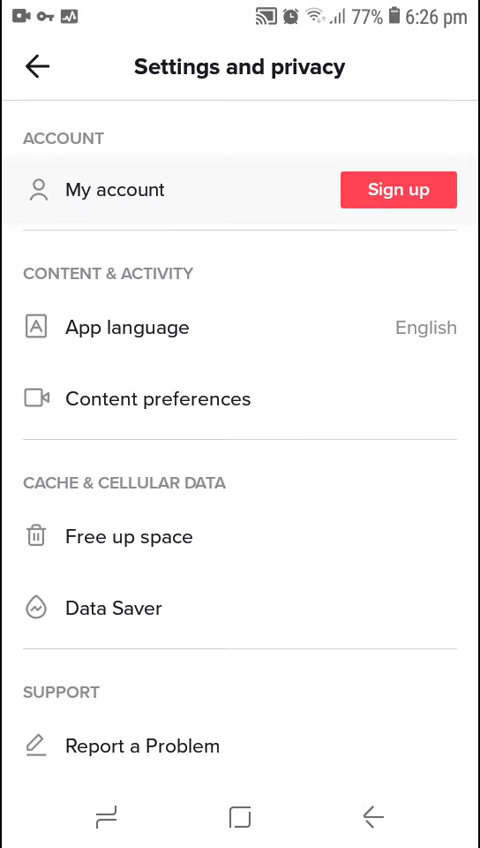 77% 6:26 pm
Settings and privacy
ACCOUNT
My account Sign up
CONTENT & ACTIVITY
App language English
Content preferences
CACHE & CELLULAR DATA
Free up space
Data Saver
SUPPORT
Report a Problem